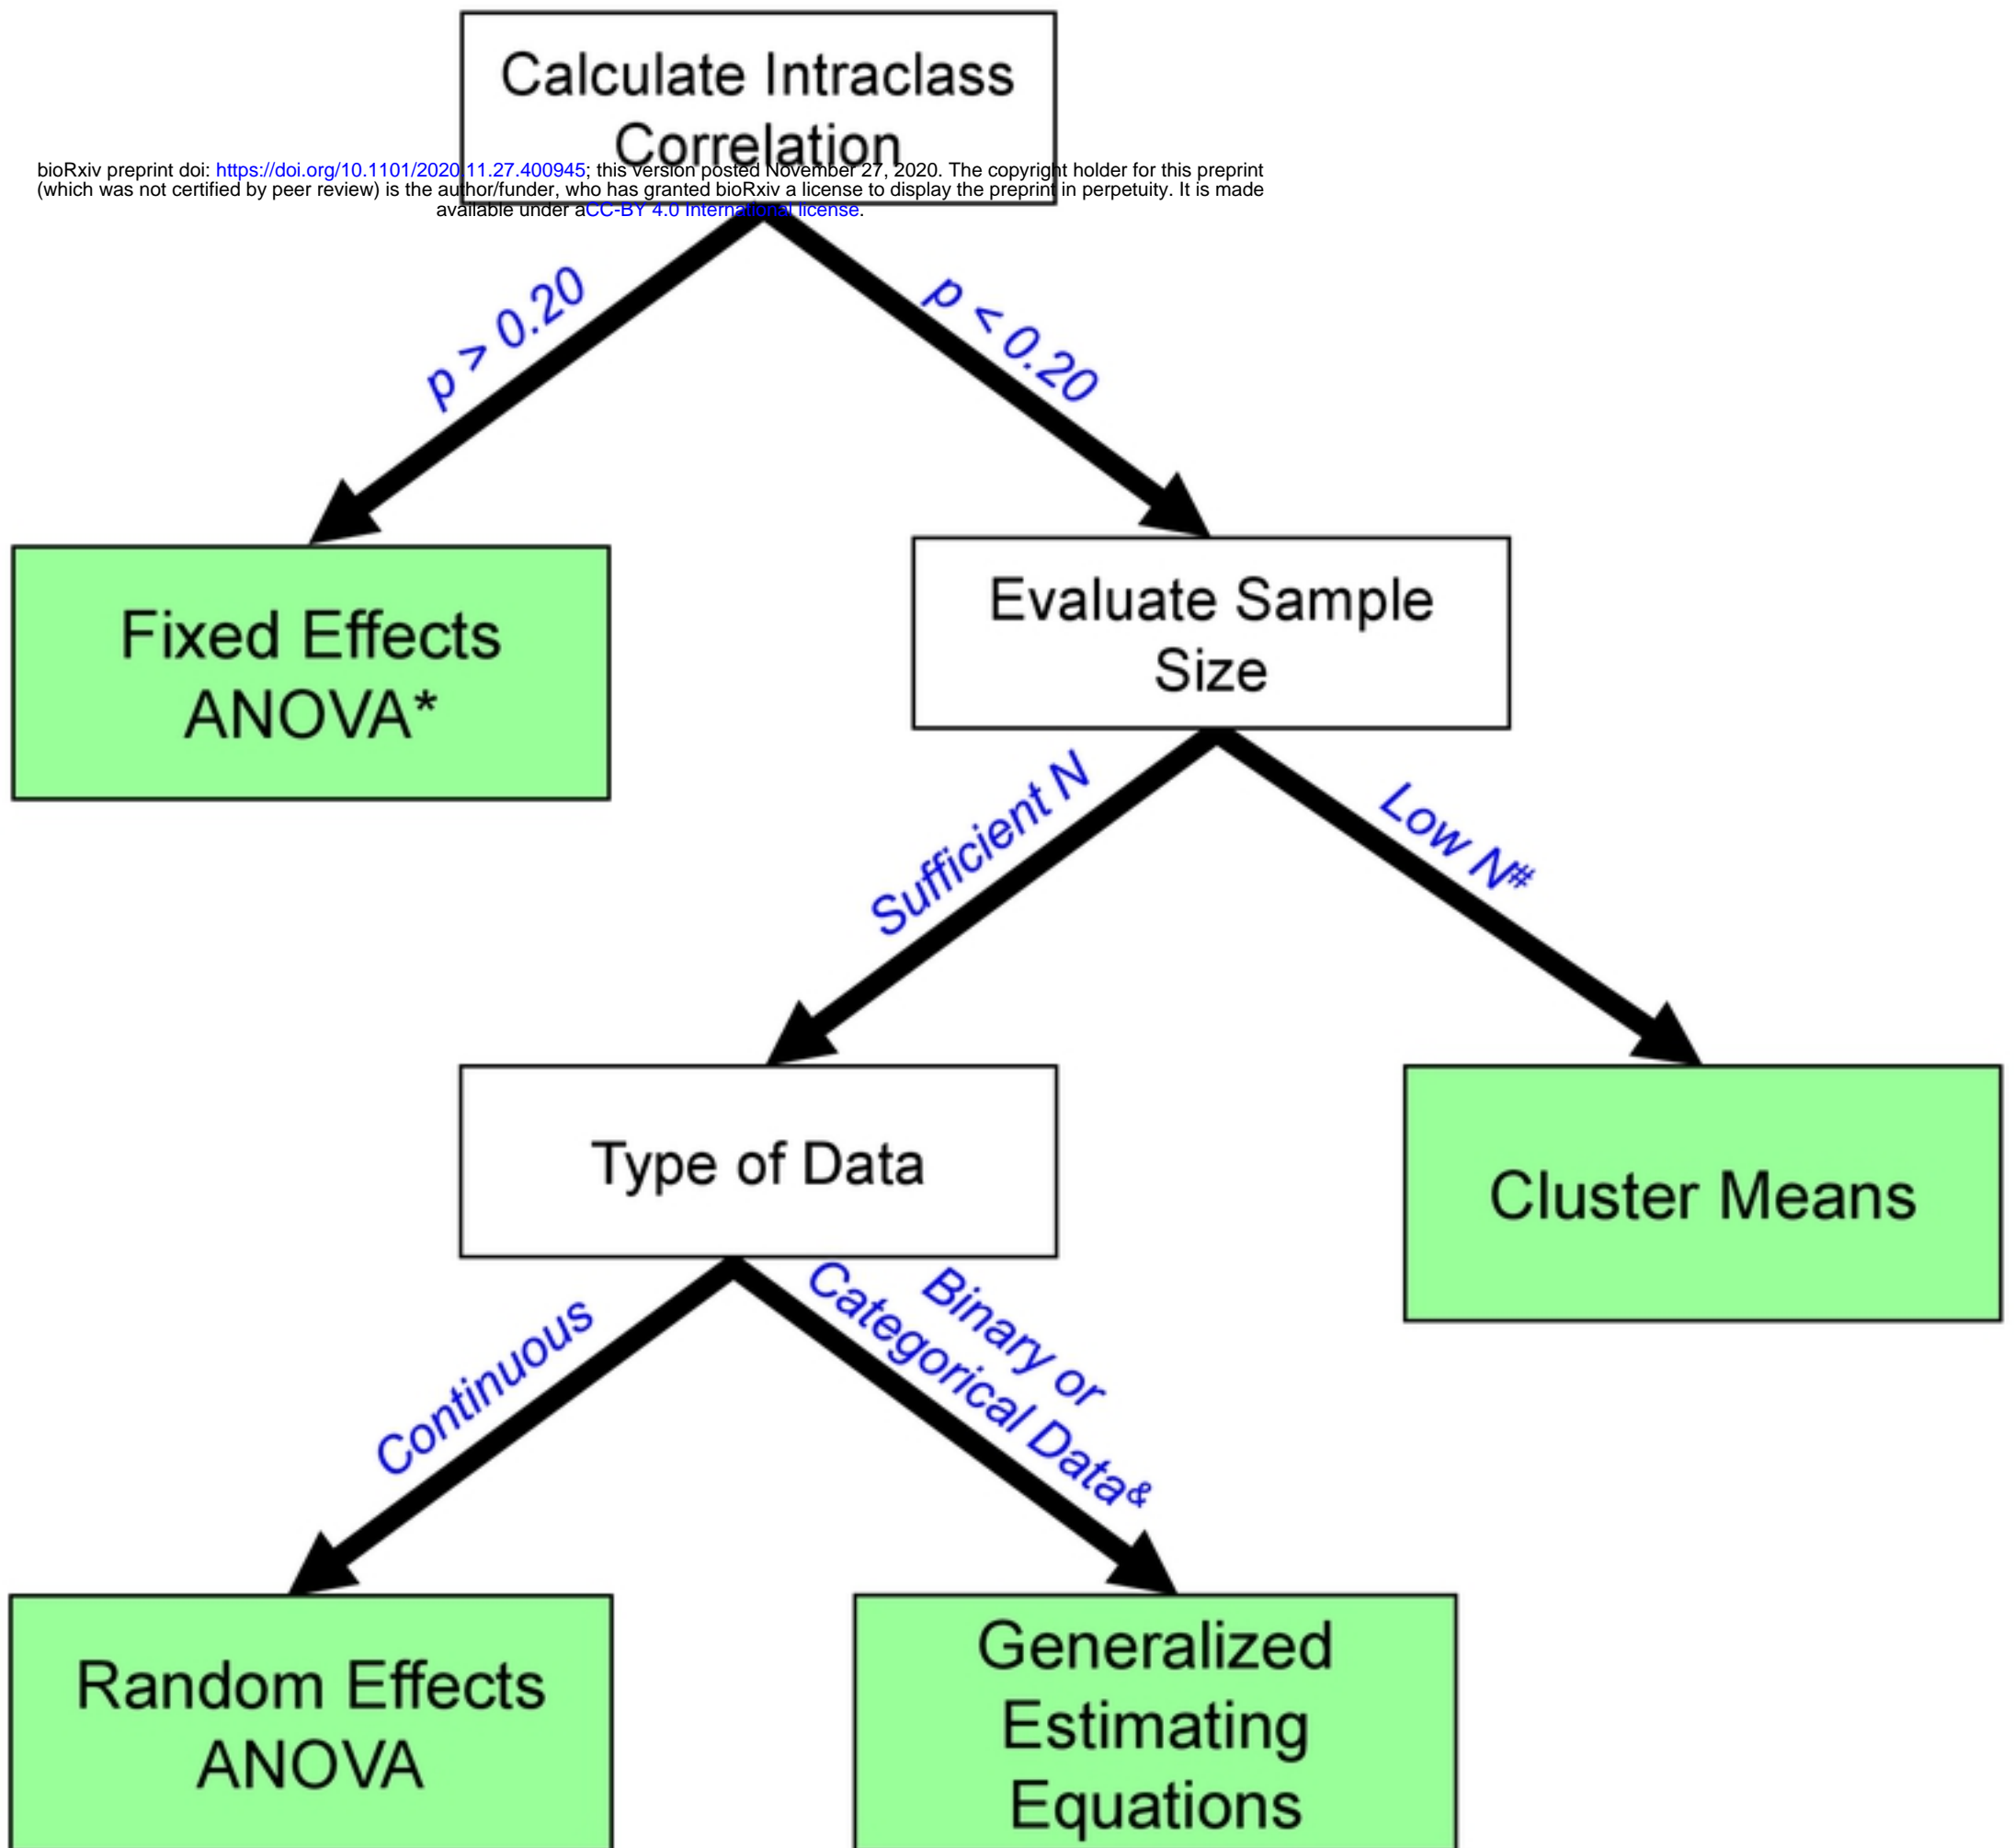 Calculate Intraclass
Correlation
bioRxiv preprint doi: https://doi.org/10.1101/2020.11.27.400945; this version posted November 27, 2020. The copyright holder for this preprint
(which was not certified by peer review) is the author/funder, who has granted bioRxiv a license to display the preprint in perpetuity. It is made
available under aCC-BY 4.0 International license.
p > 0.20
p < 0.20
Fixed Effects
ANOVA*
Evaluate Sample
Size
Sufficient N
Low N#
Type of Data
Cluster Means
Continuous
Binary or
Categorical Data&
Random Effects
ANOVA
Generalized
Estimating
Equations